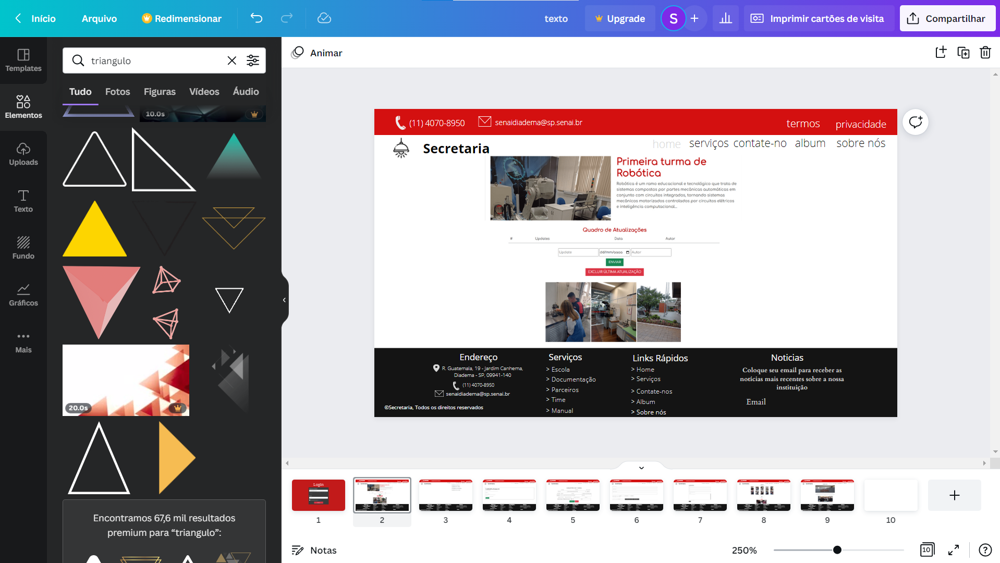 Início
Arquivo
Redimensionar
texto
Upgrade
S
Imprimir cartões de visita
Compartilhar
Templates
Elementos
Uploads
Texto
Fundo
Gráficos
Mais
triangulo
Tudo
Fotos
Figuras
Vídeos
Áudio
10.0s
20.0s
Encontramos 67,6 mil resultados
premium para “triangulo”:
Animar
(11) 4070-8950
senaidiadema@sp.senai.br
termos
privacidade
Secretaria
home
serviços
contate-no
album
sobre nós
Primeira turma de
Robótica
Robótica é um ramo educacional e tecnológico que trata de
sistemas compostos por partes mecânicas automáticas em
conjunto com circuitos integrados, tornando sistemas
mecânicos motorizados controlados por circuitos elétricos
e inteligência computacional...
Quadro de Atualizações
# Updates Data Autor
Update
dd/mm/aaaa
Autor
ENVIAR
EXCLUIR ÚLTIMA ATUALIZAÇÃO
Endereço
R. Guatemala, 19 - Jardim Canhema,
Diadema - SP, 09941-140
(11) 4070-8950
senaidiadema@sp.senai.br
©Secretaria, Todos os direitos reservados
Serviços
> Escola
> Documentação
> Parceiros
> Time
> Manual
Links Rápidos
> Home
> Serviços
> Contate-nos
> Album
> Sobre nós
Noticias
Coloque seu email para receber as
notícias mais recentes sobre a nossa
instituição
Email
Login
1
2
3
4
5
6
7
8
9
10
Notas
250%
10